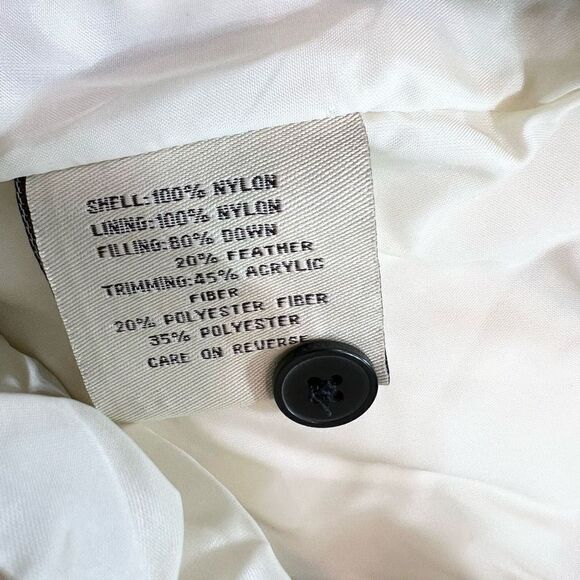 SHELL:100% NYLON
LINING:100% NYLON
FILLING:80% DOWN
20% FEATHER
TRIMMING:45% ACRYLIC
FIBER
20% POLYESTER FIBER
35% POLYESTER
CARE ON REVERSE